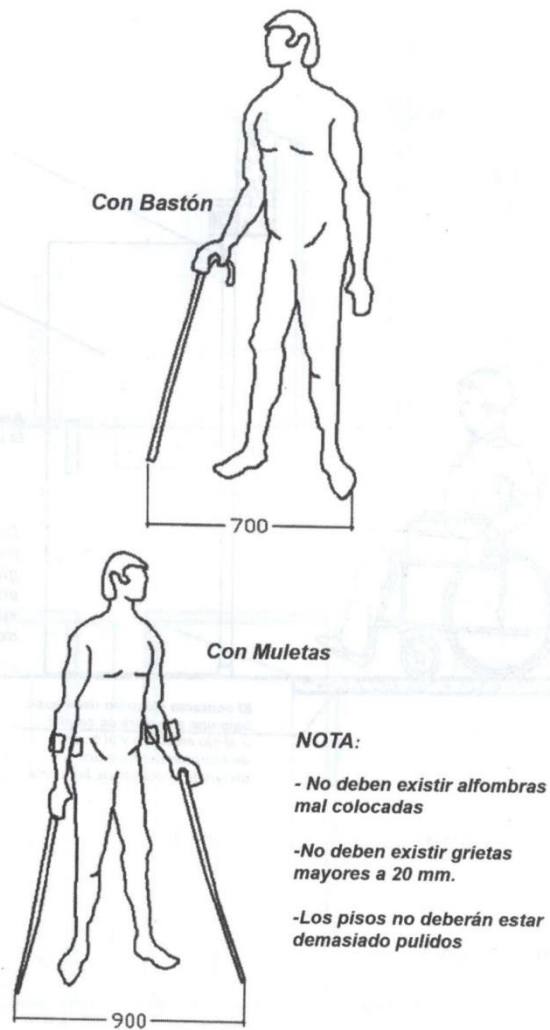 Con Bastón
700
Con Muletas
NOTA:
- No deben existir alfombras
mal colocadas
-No deben existir grietas
mayores a 20 mm.
-Los pisos no deberán estar
demasiado pulidos
900